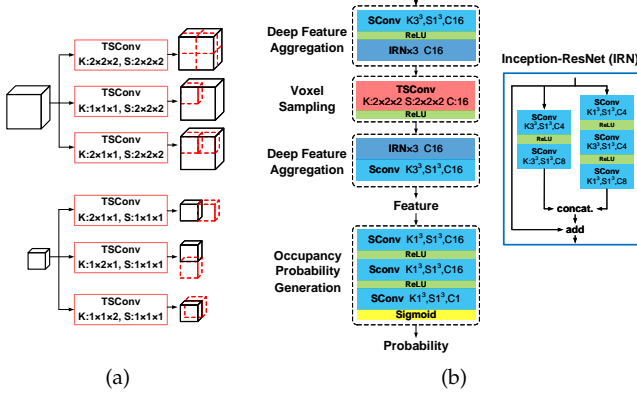 TSConv
K:2×2×2, S:2×2×2
TSConv
K:1×1×1, S:2×2×2
TSConv
K:2×1×1, S:2×2×2
TSConv
K:2×1×1, S:1×1×1
TSConv
K:1×2×1, S:1×1×1
TSConv
K:1×1×2, S:1×1×1
(a)
Deep Feature
Aggregation
SConv K3³,S1³,C16
ReLU
IRN×3 C16
Voxel
Sampling
TSConv
K:2×2×2 S:2×2×2 C:16
ReLU
Deep Feature
Aggregation
IRN×3 C16
Sconv K3³,S1³,C16
Feature
Occupancy
Probability
Generation
SConv K1³,S1³,C16
ReLU
SConv K1³,S1³,C16
ReLU
SConv K1³,S1³,C1
Sigmoid
Probability
Inception-ResNet (IRN)
SConv
K3³,S1³,C4
ReLU
SConv
K3³,S1³,C8
SConv
K1³,S1³,C4
ReLU
SConv
K3³,S1³,C4
ReLU
SConv
K1³,S1³,C8
concat.
add
(b)